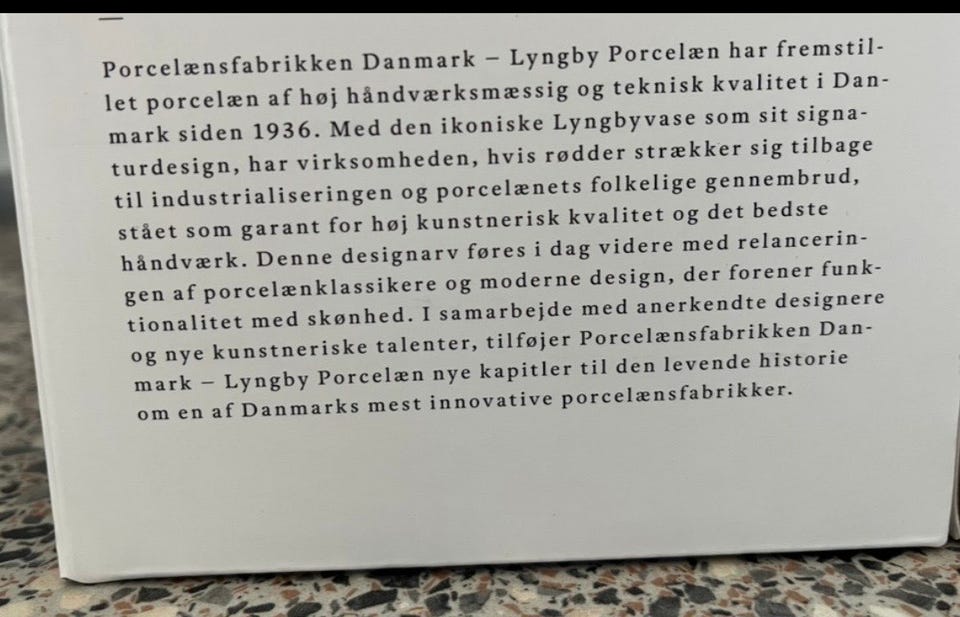 Porcelænsfabrikken Danmark – Lyngby Porcelæn har fremstil-
let porcelæn af høj håndværksmæssig og teknisk kvalitet i Dan-
mark siden 1936. Med den ikoniske Lyngbyvase som sit signa-
turdesign, har virksomheden, hvis rødder strækker sig tilbage
til industrialiseringen og porcelænets folkelige gennembrud,
stået som garant for høj kunstnerisk kvalitet og det bedste
håndværk. Denne designarv føres i dag videre med relancerin-
gen af porcelænklassikere og moderne design, der forener funk-
tionalitet med skønhed. I samarbejde med anerkendte designere
og nye kunstneriske talenter, tilføjer Porcelænsfabrikken Dan-
mark – Lyngby Porcelæn nye kapitler til den levende historie
om en af Danmarks mest innovative porcelænsfabrikker.